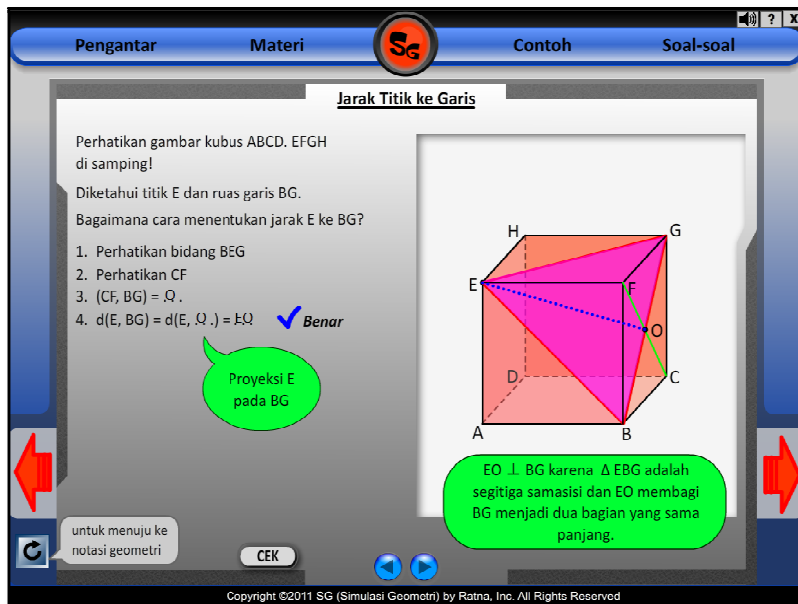 ? X
Pengantar Materi SG Contoh Soal-soal
Jarak Titik ke Garis
Perhatikan gambar kubus ABCD. EFGH
di samping!
Diketahui titik E dan ruas garis BG.
Bagaimana cara menentukan jarak E ke BG?
1. Perhatikan bidang BEG
2. Perhatikan CF
3. (CF, BG) = O .
4. d(E, BG) = d(E, O .) = EO
Benar
Proyeksi E
pada BG
H
G
E
F
O
D
C
A
B
EO ⊥ BG karena Δ EBG adalah
segitiga samasisi dan EO membagi
BG menjadi dua bagian yang sama
panjang.
untuk menuju ke
notasi geometri
CEK
Copyright ©2011 SG (Simulasi Geometri) by Ratna, Inc. All Rights Reserved